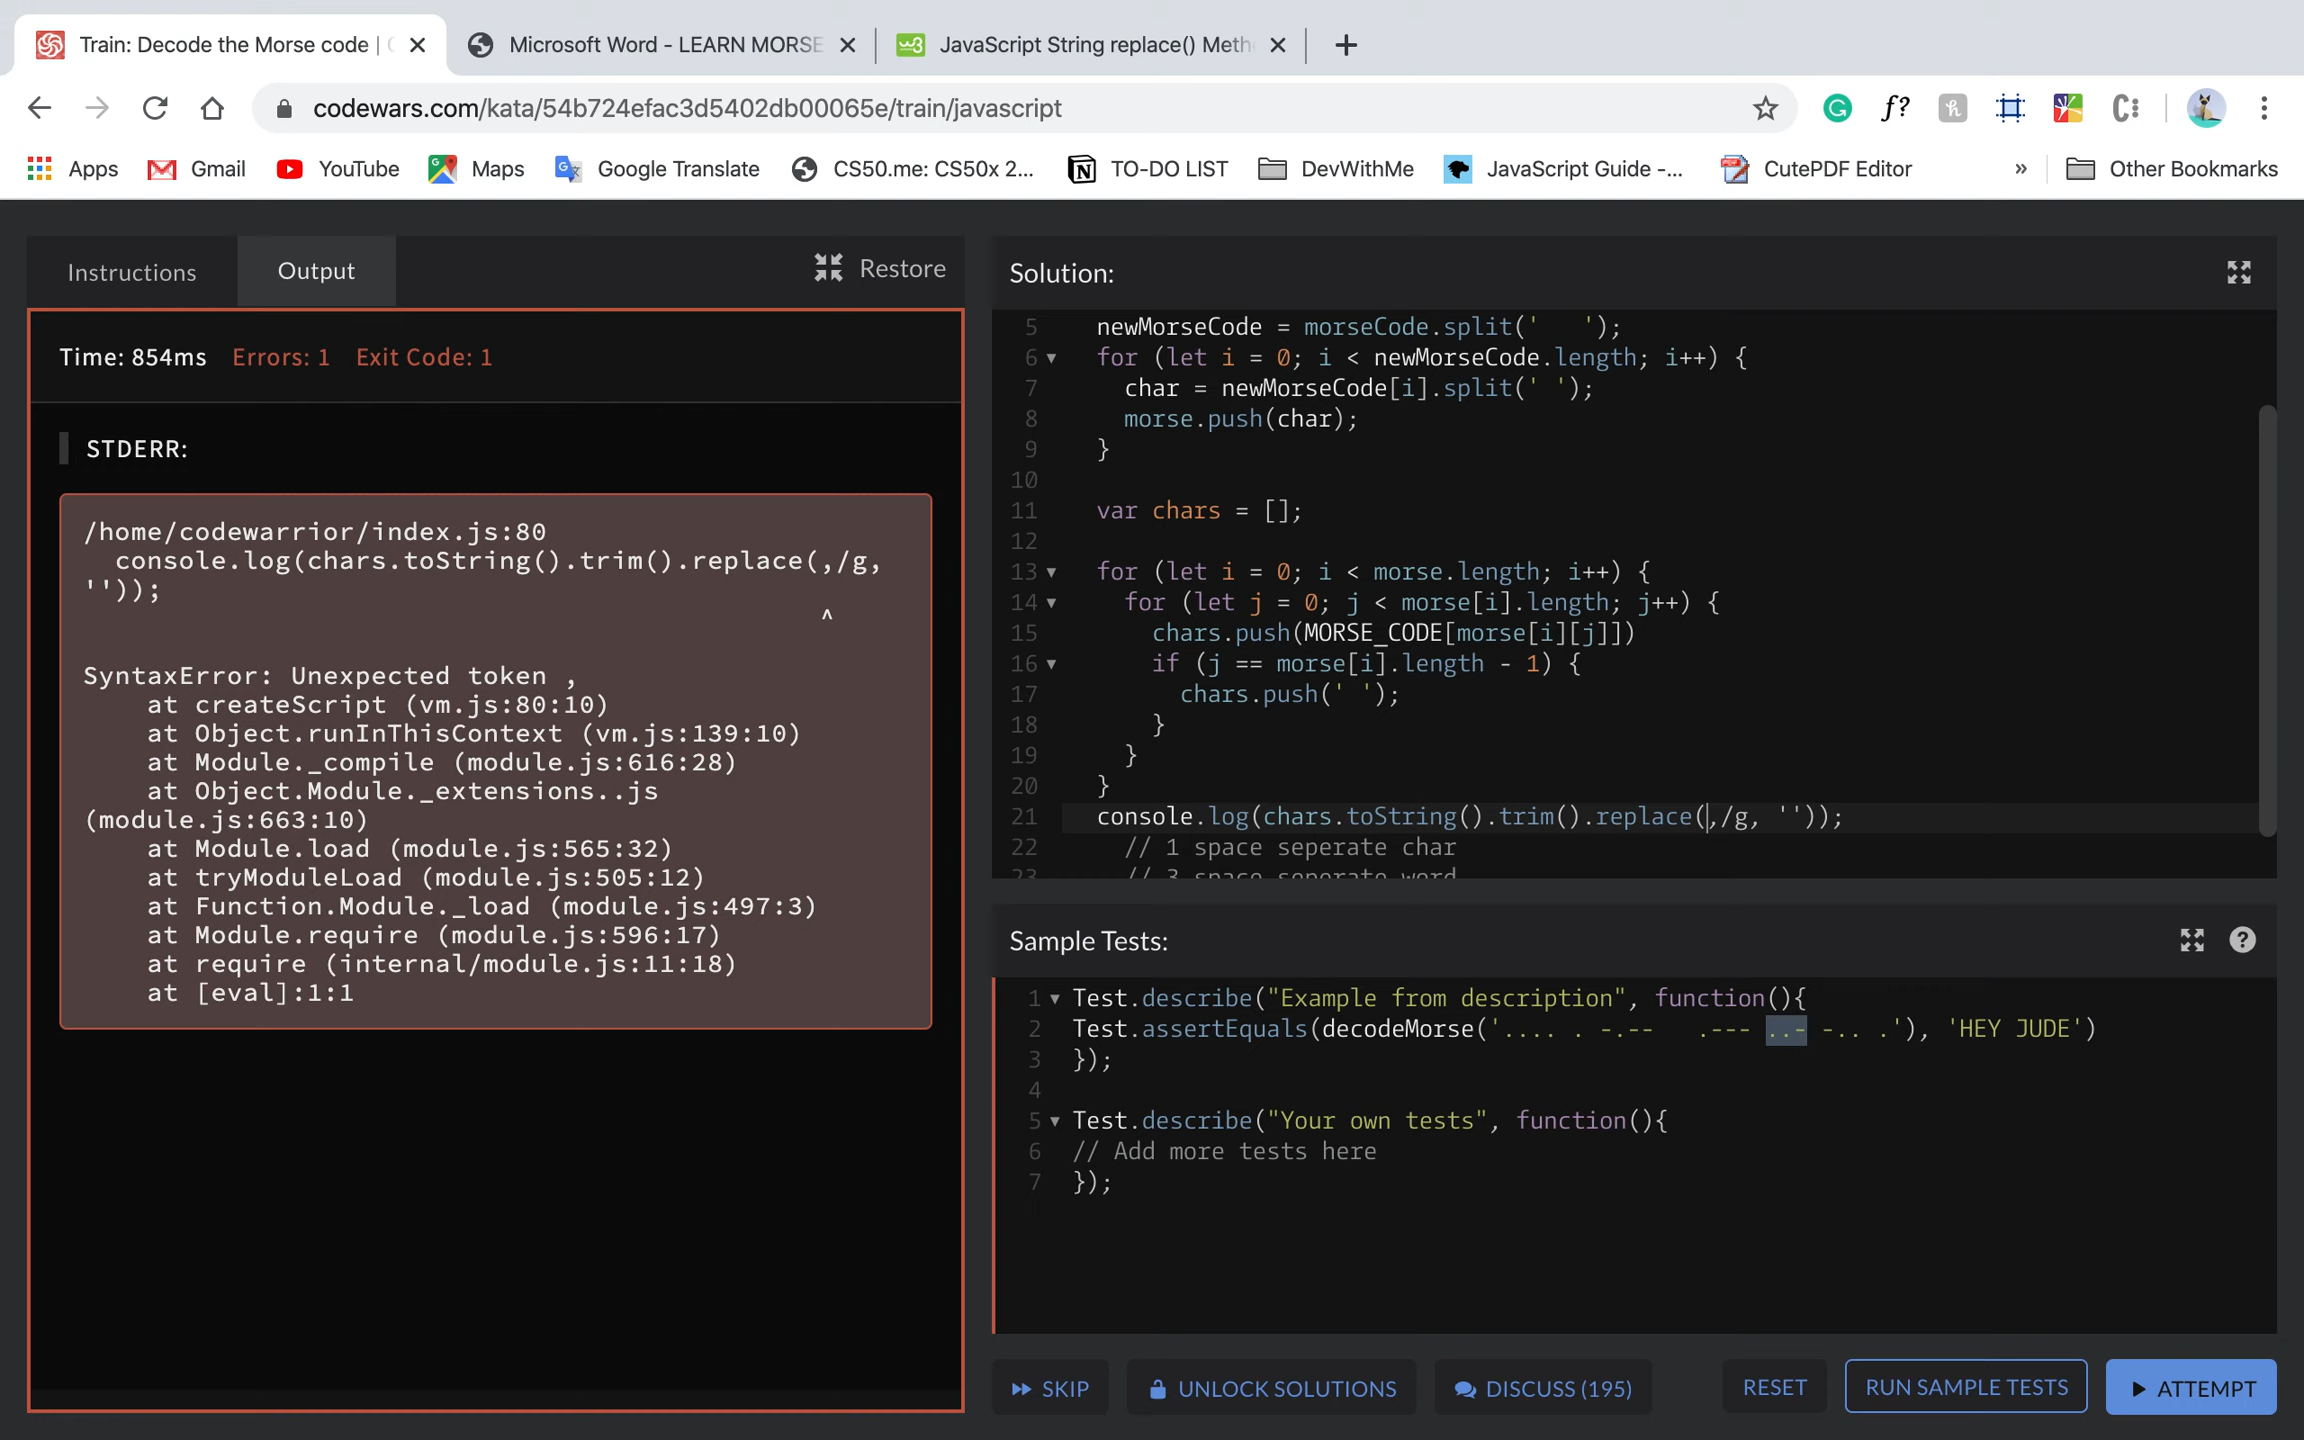 Train: Decode the Morse code |
Microsoft Word - LEARN MORSE
JavaScript String replace() Meth
codewars.com/kata/54b724efac3d5402db00065e/train/javascript
f?
Apps
Gmail
YouTube
Maps
Google Translate
CS50.me: CS50x 2...
TO-DO LIST
DevWithMe
JavaScript Guide -...
CutePDF Editor
»
Other Bookmarks
Instructions
Output
Restore
Time: 854ms Errors: 1 Exit Code: 1
STDERR:
/home/codewarrior/index.js:80
  console.log(chars.toString().trim().replace(,/g,
''));
^
SyntaxError: Unexpected token ,
    at createScript (vm.js:80:10)
    at Object.runInThisContext (vm.js:139:10)
    at Module._compile (module.js:616:28)
    at Object.Module._extensions..js
(module.js:663:10)
    at Module.load (module.js:565:32)
    at tryModuleLoad (module.js:505:12)
    at Function.Module._load (module.js:497:3)
    at Module.require (module.js:596:17)
    at require (internal/module.js:11:18)
    at [eval]:1:1
Solution:
5   newMorseCode = morseCode.split('   ');
6   for (let i = 0; i < newMorseCode.length; i++) {
7     char = newMorseCode[i].split(' ');
8     morse.push(char);
9   }
10
11   var chars = [];
12
13   for (let i = 0; i < morse.length; i++) {
14     for (let j = 0; j < morse[i].length; j++) {
15       chars.push(MORSE_CODE[morse[i][j]])
16       if (j == morse[i].length - 1) {
17         chars.push(' ');
18       }
19     }
20   }
21   console.log(chars.toString().trim().replace(,/g, ''));
22     // 1 space seperate char
23     // 3 space seperate word
Sample Tests:
1 Test.describe("Example from description", function(){
2 Test.assertEquals(decodeMorse('.... . -.--   .--- ..- -.. .'), 'HEY JUDE')
3 });
4
5 Test.describe("Your own tests", function(){
6 // Add more tests here
7 });
SKIP
UNLOCK SOLUTIONS
DISCUSS (195)
RESET
RUN SAMPLE TESTS
ATTEMPT